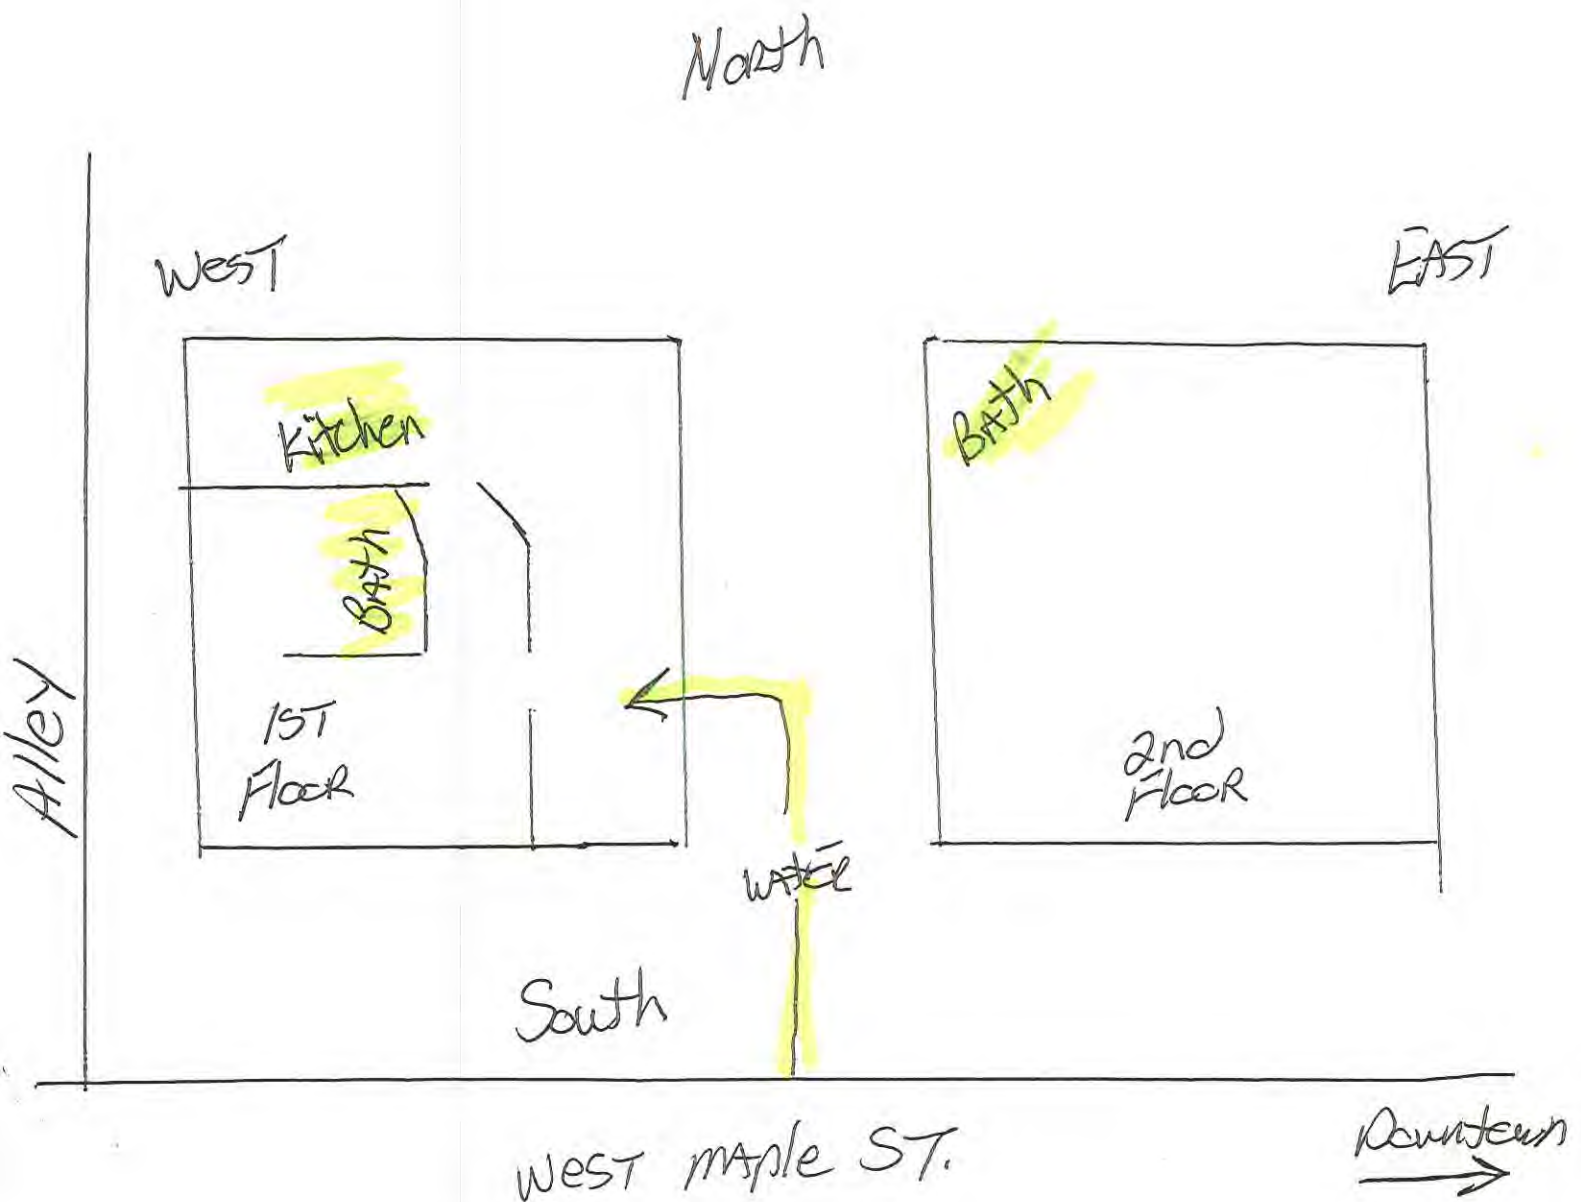 North
West
EAST
Kitchen
BATH
BATH
Alley
1ST
Floor
2nd
Floor
WATER
South
West Maple ST.
Downtown